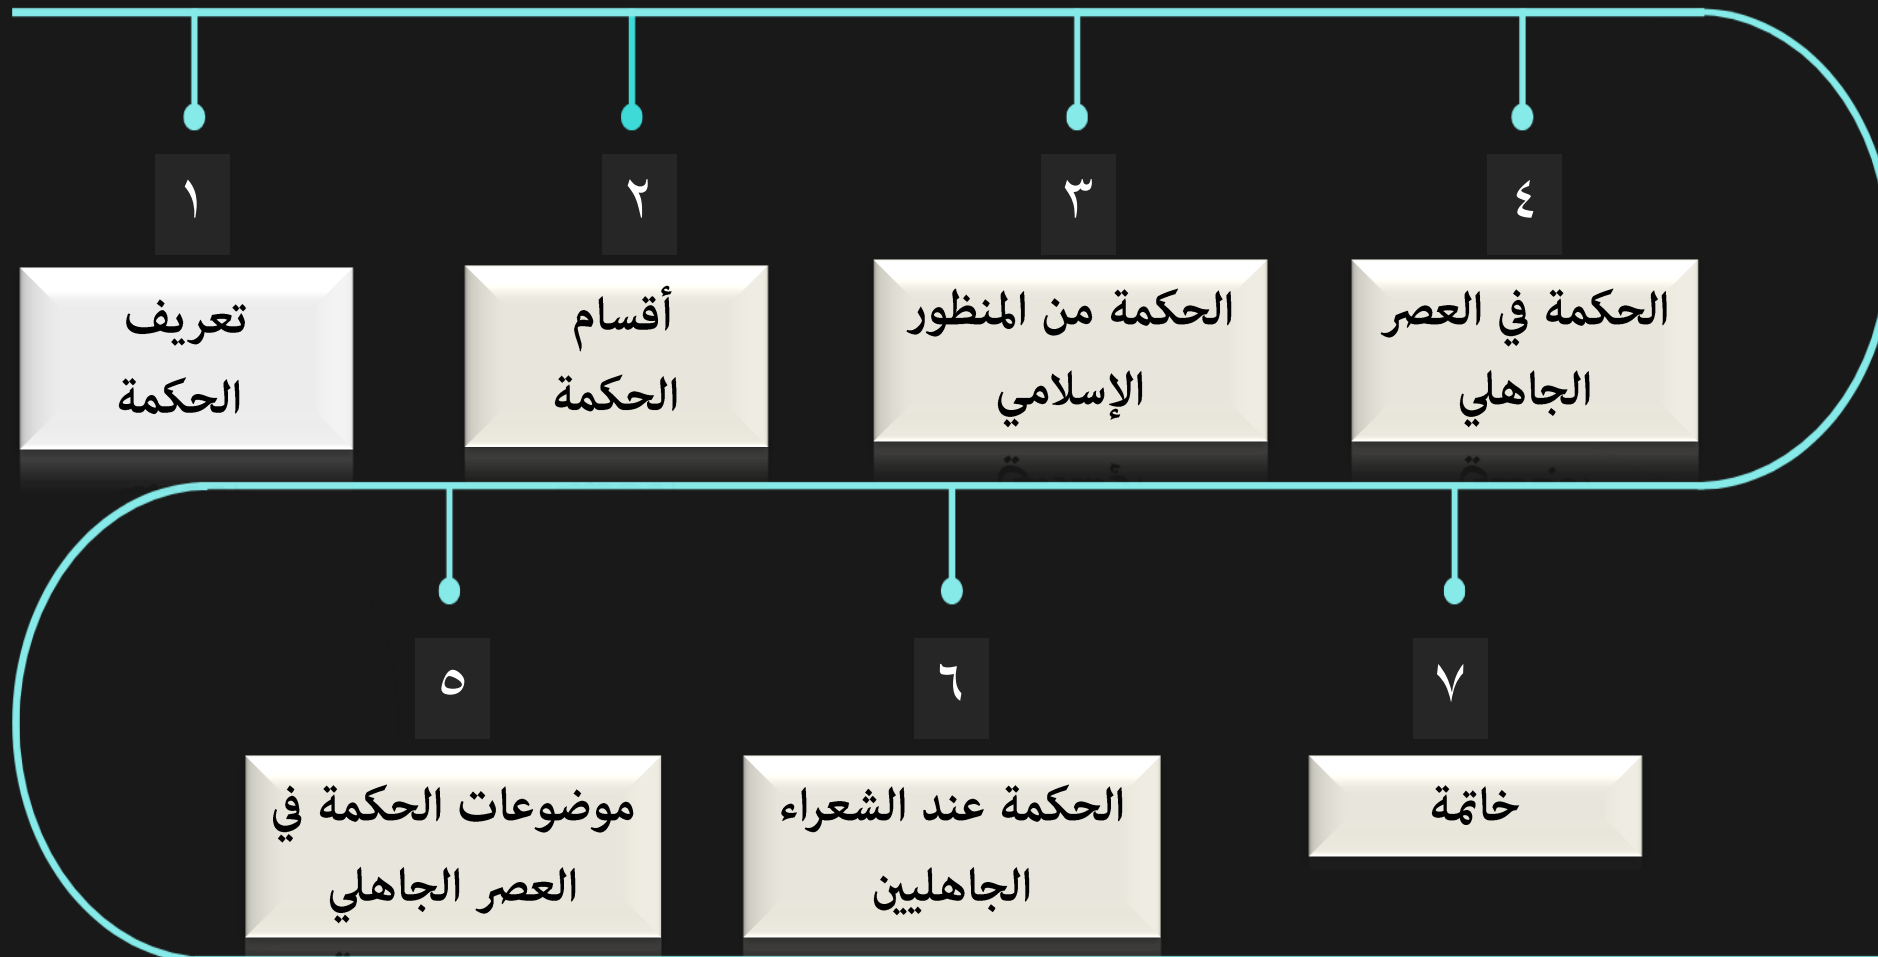 ١
تعريف
الحكمة
٢
أقسام
الحكمة
٣
الحكمة من المنظور
الإسلامي
٤
الحكمة في العصر
الجاهلي
٥
موضوعات الحكمة في
العصر الجاهلي
٦
الحكمة عند الشعراء
الجاهليين
٧
خاتمة